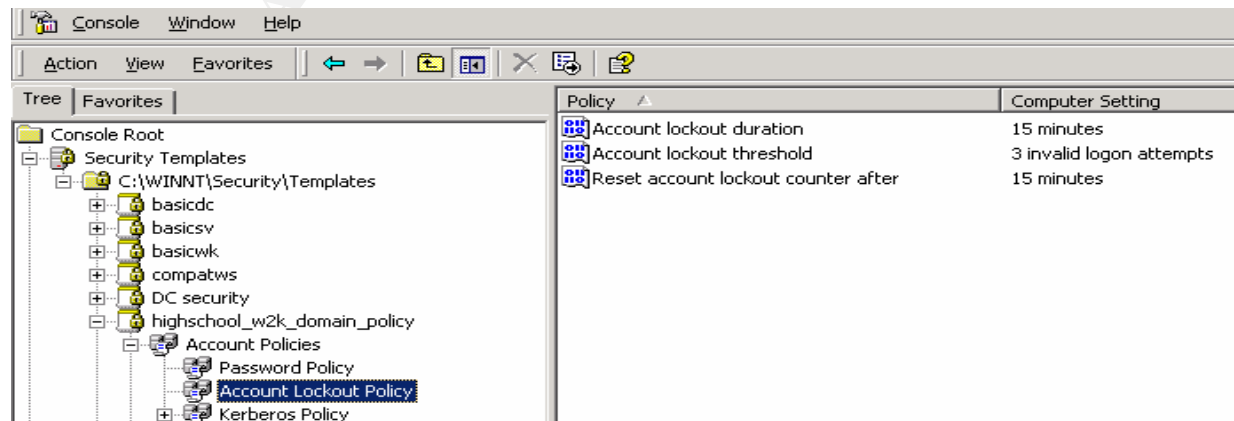 Console Window Help
Action View Favorites
Tree Favorites
Policy Computer Setting
Console Root
Security Templates
C:\WINNT\Security\Templates
basicdc
basicsv
basicwk
compatws
DC security
highschool_w2k_domain_policy
Account Policies
Password Policy
Account Lockout Policy
Kerberos Policy
Account lockout duration 15 minutes
Account lockout threshold 3 invalid logon attempts
Reset account lockout counter after 15 minutes